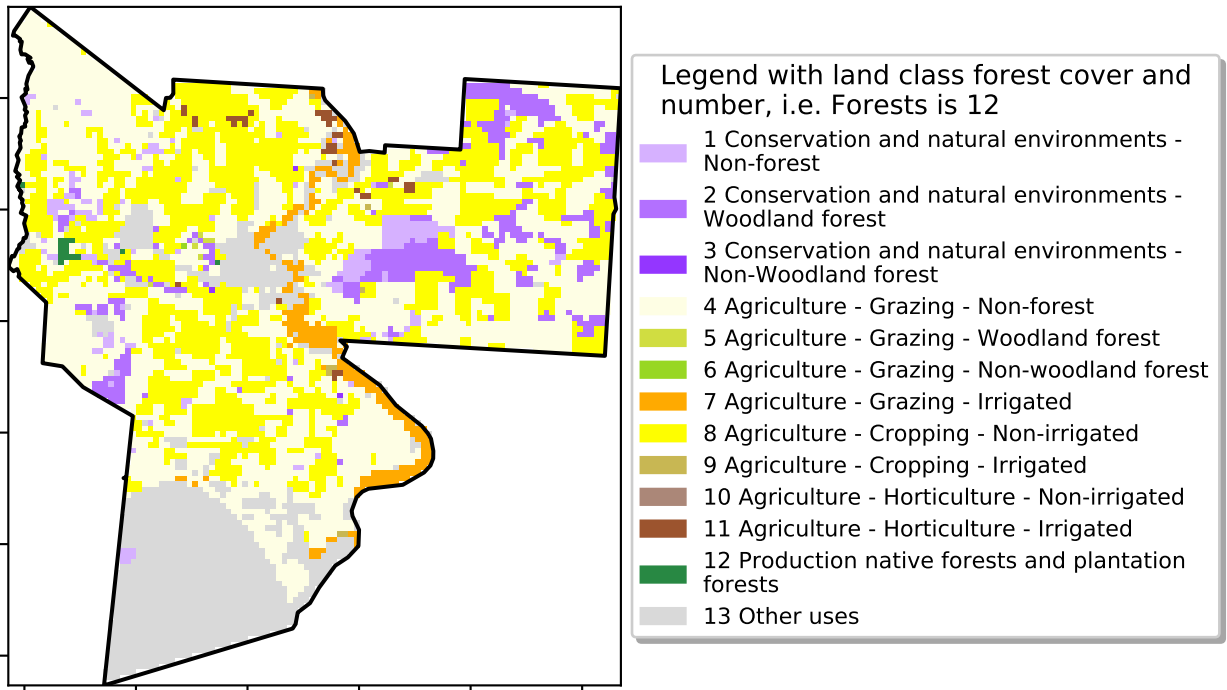 Legend with land class forest cover and
number, i.e. Forests is 12
1 Conservation and natural environments -
Non-forest
2 Conservation and natural environments -
Woodland forest
3 Conservation and natural environments -
Non-Woodland forest
4 Agriculture - Grazing - Non-forest
5 Agriculture - Grazing - Woodland forest
6 Agriculture - Grazing - Non-woodland forest
7 Agriculture - Grazing - Irrigated
8 Agriculture - Cropping - Non-irrigated
9 Agriculture - Cropping - Irrigated
10 Agriculture - Horticulture - Non-irrigated
11 Agriculture - Horticulture - Irrigated
12 Production native forests and plantation
forests
13 Other uses